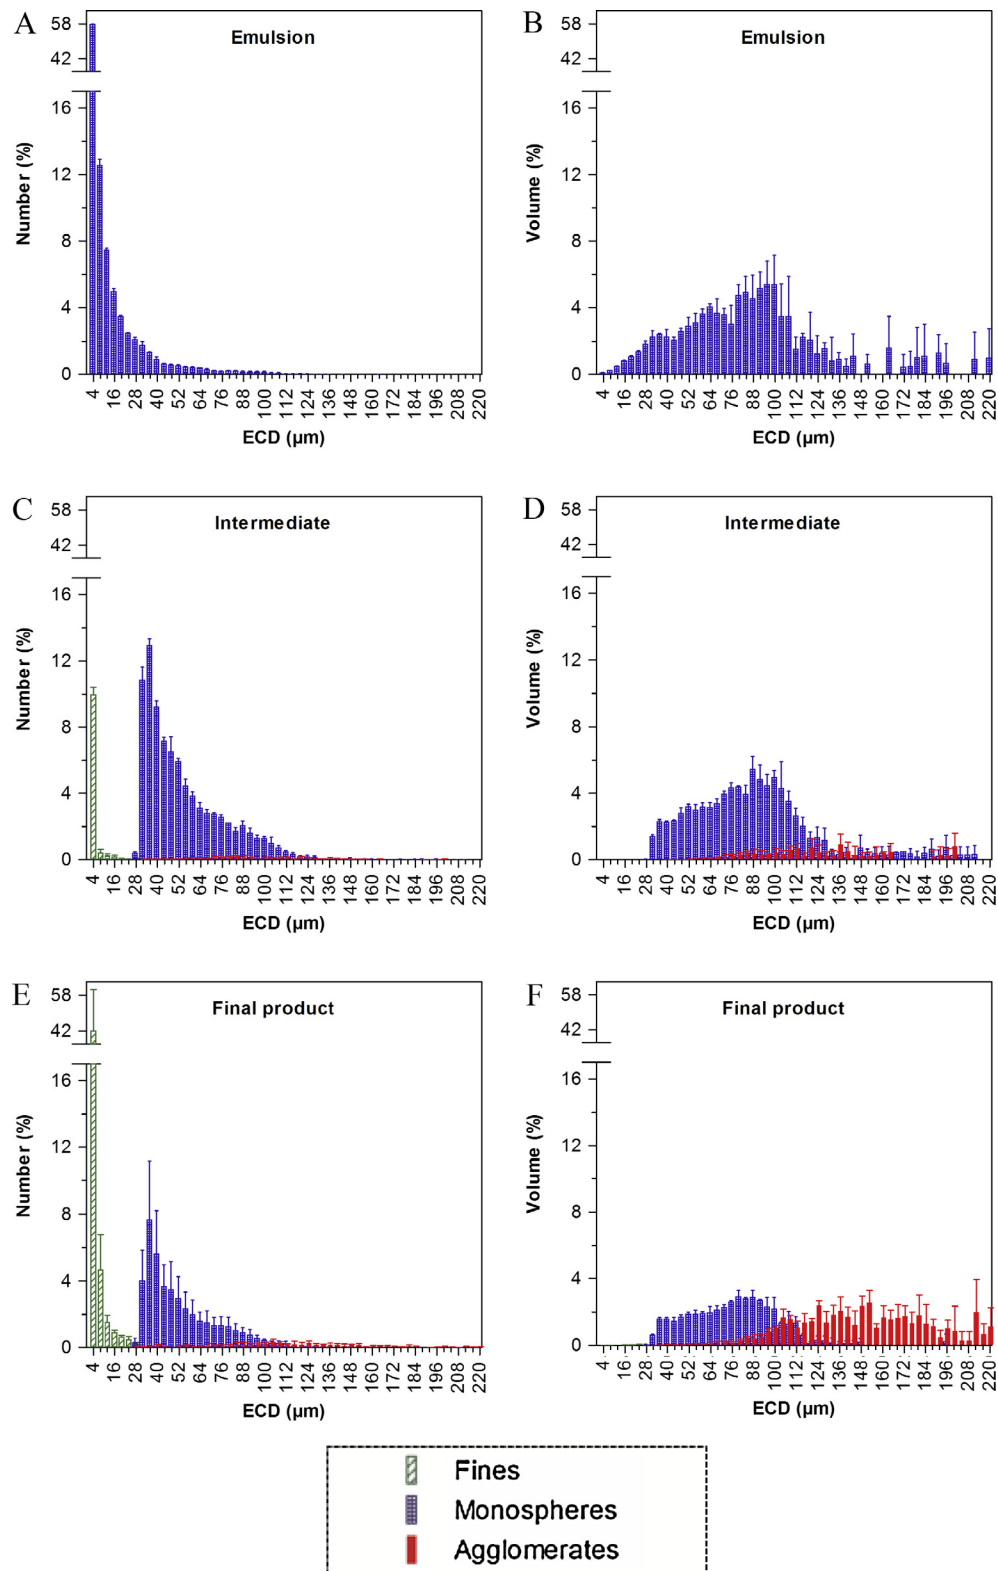 A
Emulsion
58
42
16
12
8
4
0
Number (%)
4 16 28 40 52 64 76 88 100 112 124 136 148 160 172 184 196 208 220
ECD (µm)
B
Emulsion
58
42
16
12
8
4
0
Volume (%)
4 16 28 40 52 64 76 88 100 112 124 136 148 160 172 184 196 208 220
ECD (µm)
C
Intermediate
58
42
16
12
8
4
0
Number (%)
4 16 28 40 52 64 76 88 100 112 124 136 148 160 172 184 196 208 220
ECD (µm)
D
Intermediate
58
42
16
12
8
4
0
Volume (%)
4 16 28 40 52 64 76 88 100 112 124 136 148 160 172 184 196 208 220
ECD (µm)
E
Final product
58
42
16
12
8
4
0
Number (%)
4 16 28 40 52 64 76 88 100 112 124 136 148 160 172 184 196 208 220
ECD (µm)
F
Final product
58
42
16
12
8
4
0
Volume (%)
4 16 28 40 52 64 76 88 100 112 124 136 148 160 172 184 196 208 220
ECD (µm)
Fines
Monospheres
Agglomerates